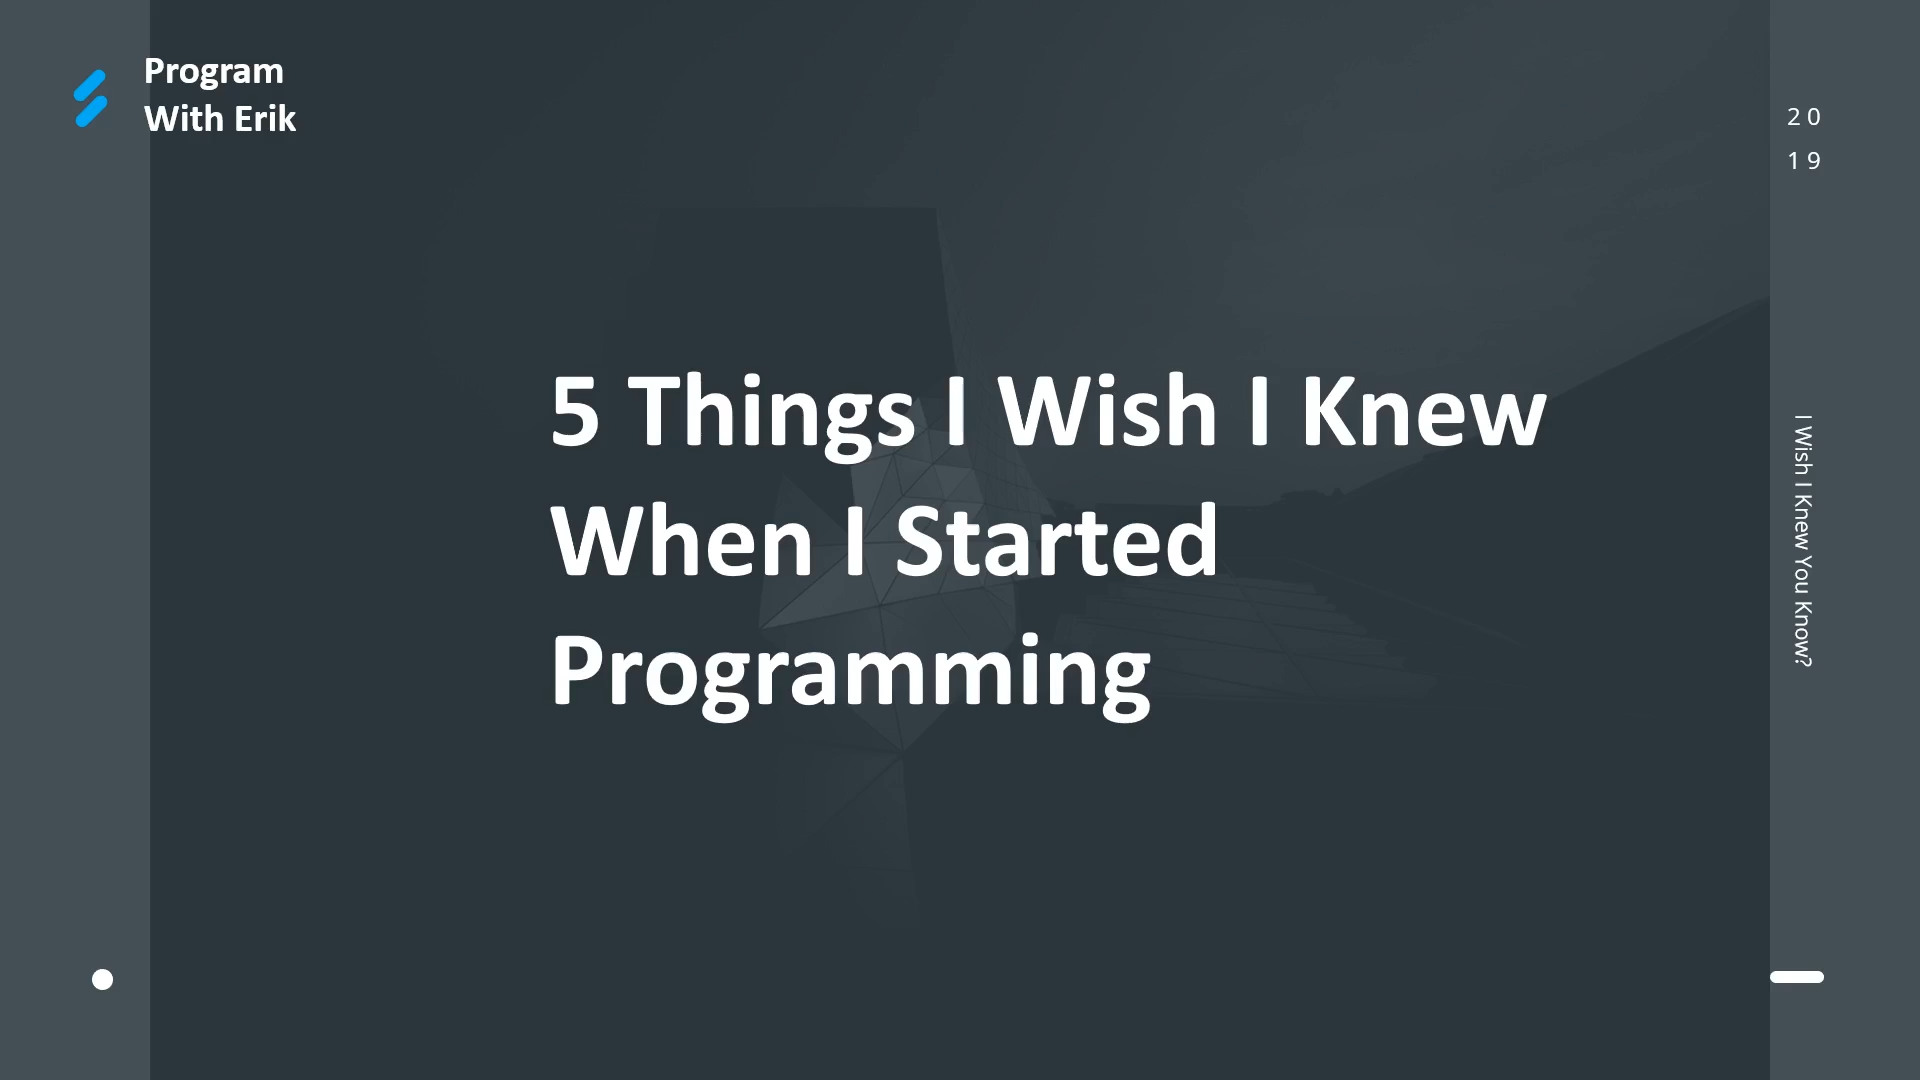 Program
With Erik
20
19
5 Things I Wish I Knew
When I Started
Programming
I Wish I Knew You Know?